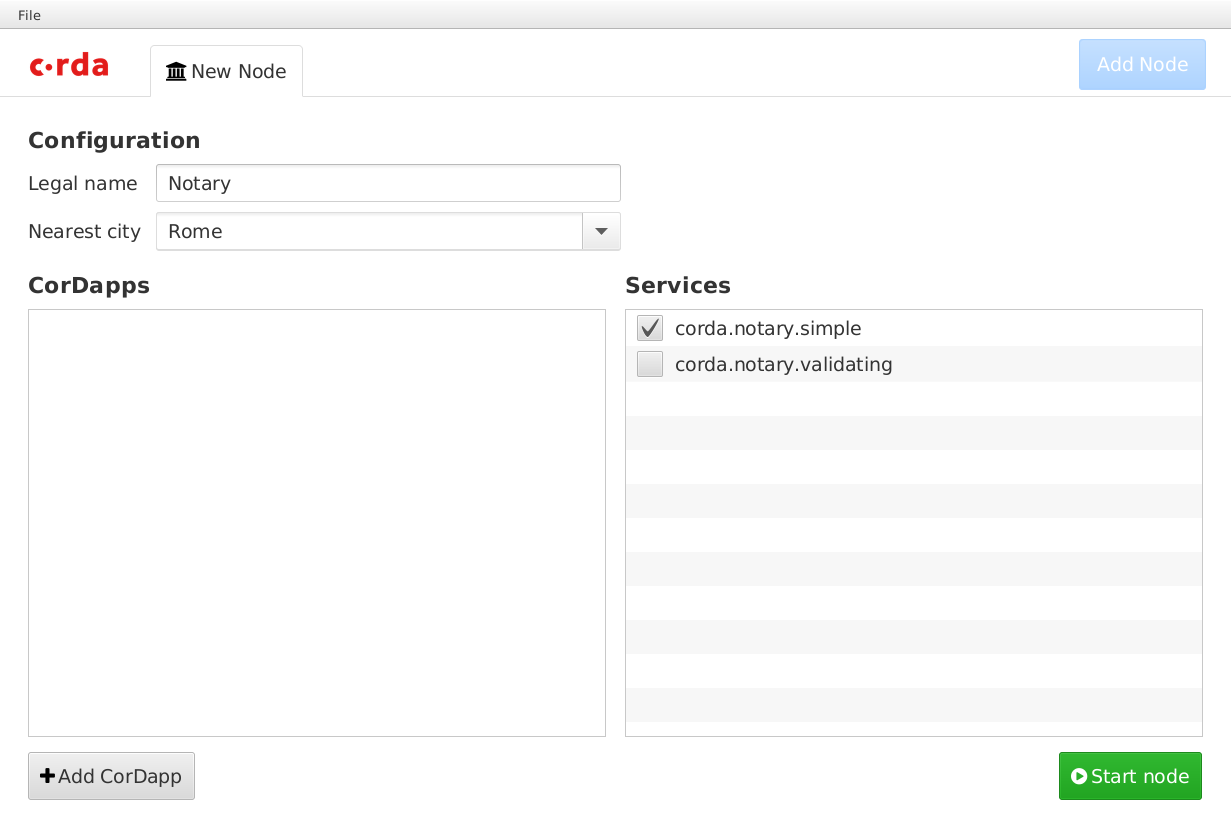 File
c·rda
New Node
Add Node
Configuration
Legal name Notary
Nearest city Rome
CorDapps
Services
corda.notary.simple
corda.notary.validating
Add CorDapp
Start node